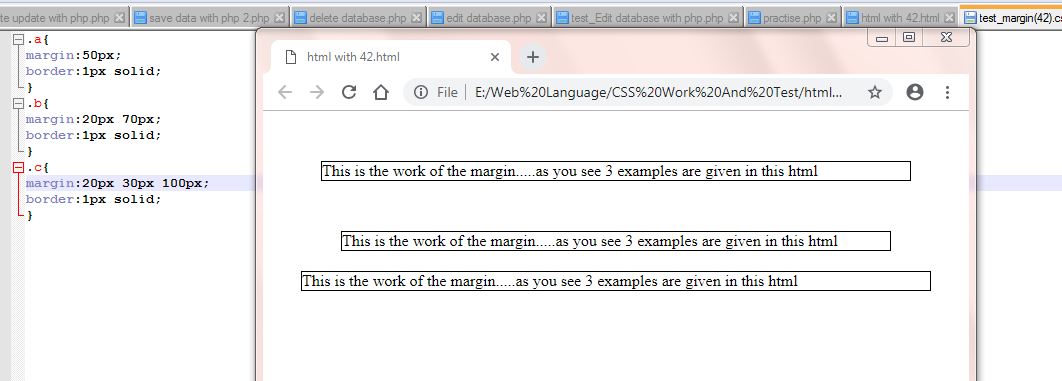 te update with php.php
save data with php 2.php
delete database.php
edit database.php
test_Edit database with php.php
practise.php
html with 42.html
test_margin(42).cs
.a{
margin:50px;
border:1px solid;
}
.b{
margin:20px 70px;
border:1px solid;
}
.c{
margin:20px 30px 100px;
border:1px solid;
}
html with 42.html
File
E:/Web%20Language/CSS%20Work%20And%20Test/html...
This is the work of the margin.....as you see 3 examples are given in this html
This is the work of the margin.....as you see 3 examples are given in this html
This is the work of the margin.....as you see 3 examples are given in this html